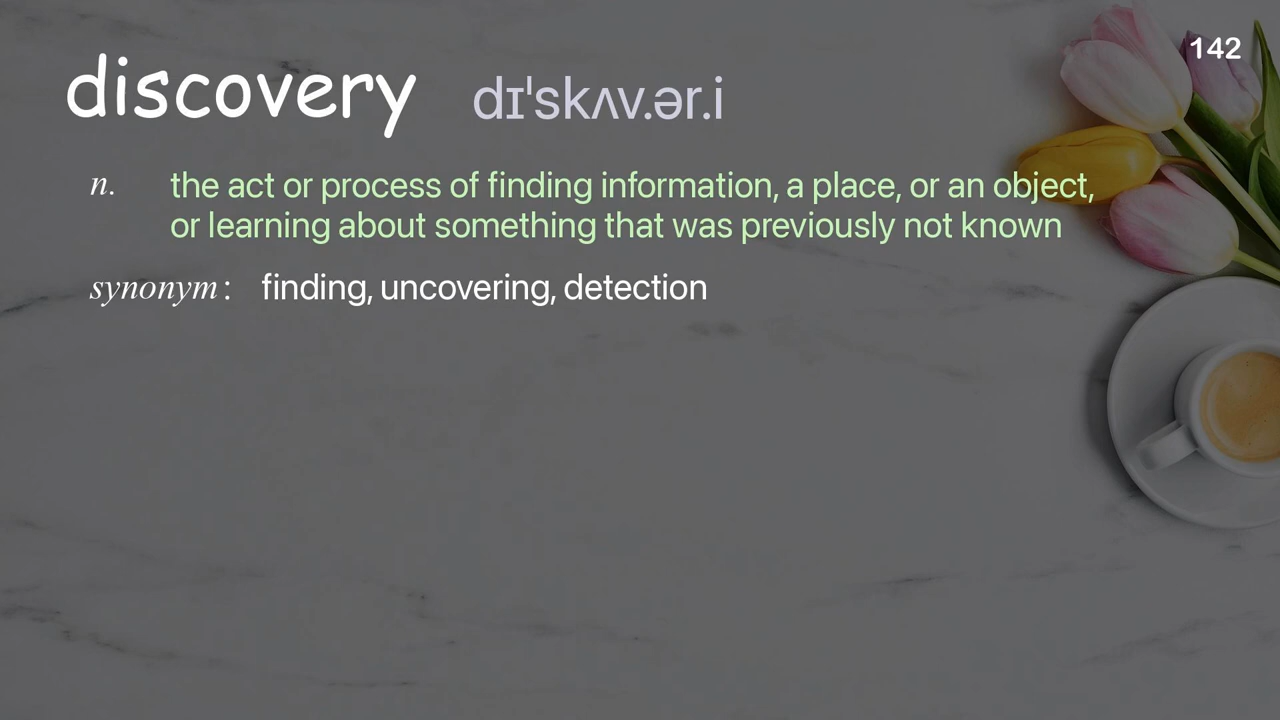 142
discovery dɪˈskʌv.ər.i
n. the act or process of finding information, a place, or an object,
or learning about something that was previously not known
synonym: finding, uncovering, detection